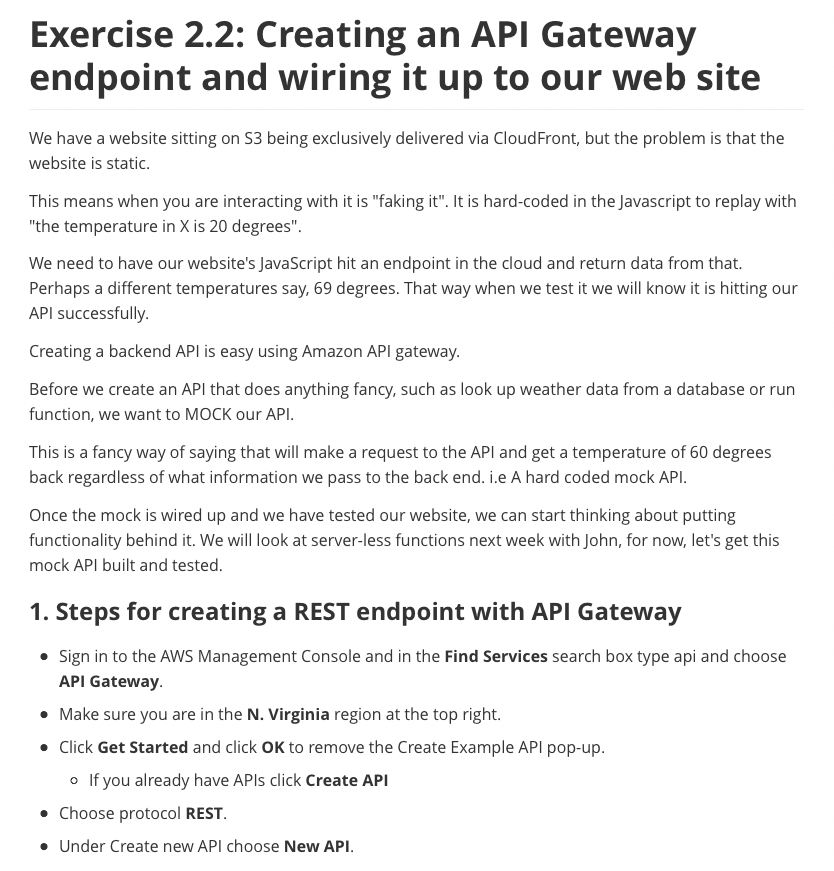 Exercise 2.2: Creating an API Gateway
endpoint and wiring it up to our web site
We have a website sitting on S3 being exclusively delivered via CloudFront, but the problem is that the
website is static.
This means when you are interacting with it is "faking it". It is hard-coded in the Javascript to replay with
"the temperature in X is 20 degrees".
We need to have our website's JavaScript hit an endpoint in the cloud and return data from that.
Perhaps a different temperatures say, 69 degrees. That way when we test it we will know it is hitting our
API successfully.
Creating a backend API is easy using Amazon API gateway.
Before we create an API that does anything fancy, such as look up weather data from a database or run
function, we want to MOCK our API.
This is a fancy way of saying that will make a request to the API and get a temperature of 60 degrees
back regardless of what information we pass to the back end. i.e A hard coded mock API.
Once the mock is wired up and we have tested our website, we can start thinking about putting
functionality behind it. We will look at server-less functions next week with John, for now, let's get this
mock API built and tested.
1. Steps for creating a REST endpoint with API Gateway
• Sign in to the AWS Management Console and in the Find Services search box type api and choose
API Gateway.
• Make sure you are in the N. Virginia region at the top right.
• Click Get Started and click OK to remove the Create Example API pop-up.
◦ If you already have APIs click Create API
• Choose protocol REST.
• Under Create new API choose New API.